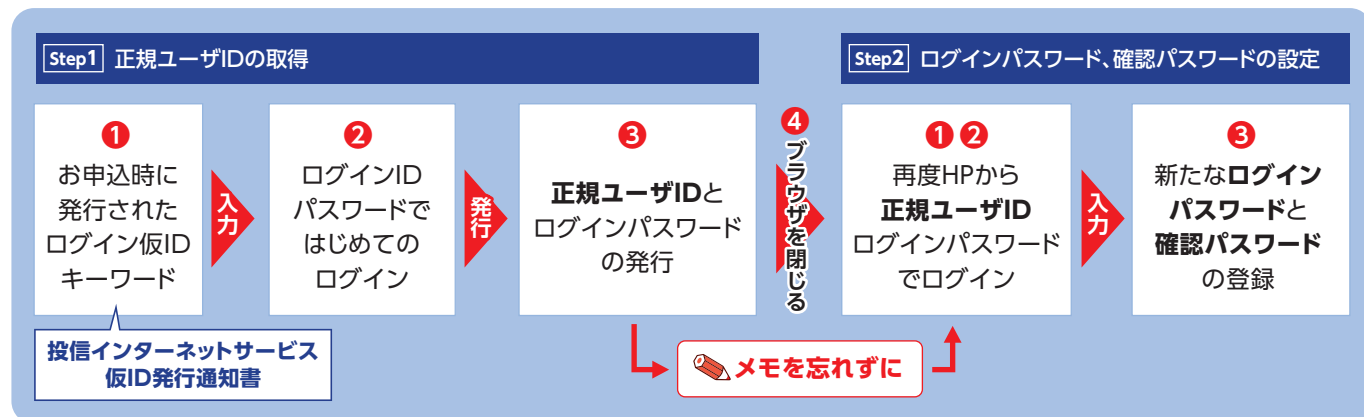 Step1 正規ユーザIDの取得
❶
お申込時に
発行された
ログイン仮ID
キーワード
投信インターネットサービス
仮ID発行通知書
入力
❷
ログインID
パスワードで
はじめての
ログイン
発行
❸
正規ユーザIDと
ログインパスワード
の発行
❹ブラウザを閉じる
メモを忘れずに
Step2 ログインパスワード、確認パスワードの設定
❶❷
再度HPから
正規ユーザID
ログインパスワード
でログイン
入力
❸
新たなログイン
パスワードと
確認パスワード
の登録